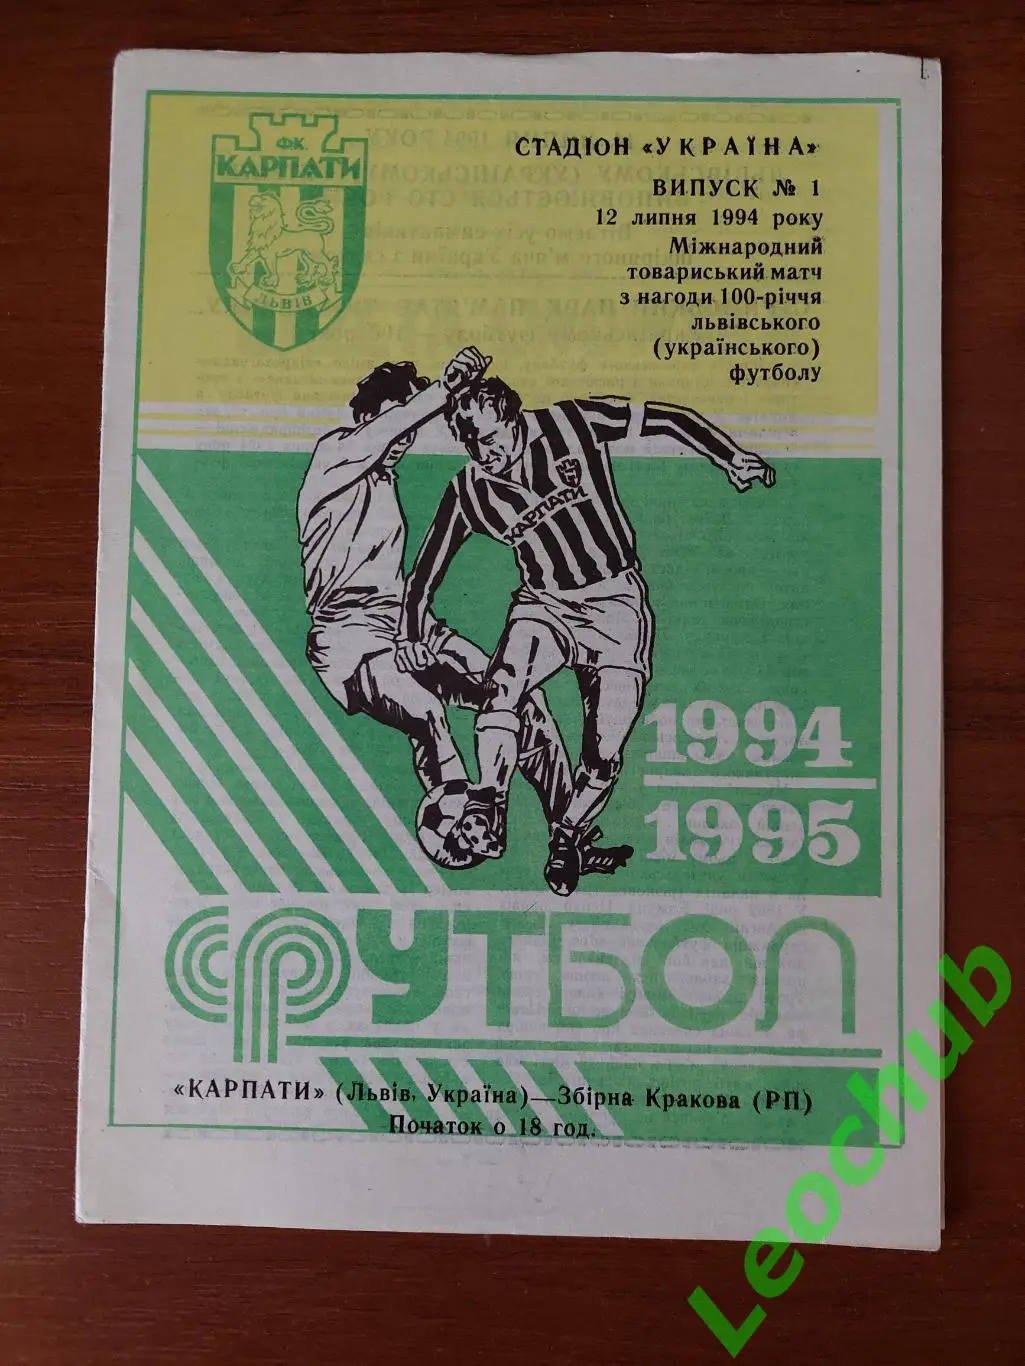 ФК
КАРПАТИ
ЛЬВІВ
СТАДІОН «УКРАЇНА»
ВИПУСК № 1
12 липня 1994 року
Міжнародний
товариський матч
з нагоди 100-річчя
львівського
(українського)
футболу
КАРПАТИ
1994
1995
ФУТБОЛ
«КАРПАТИ» (Львів, Україна)—Збірна Кракова (РП)
Початок о 18 год.
Leochub